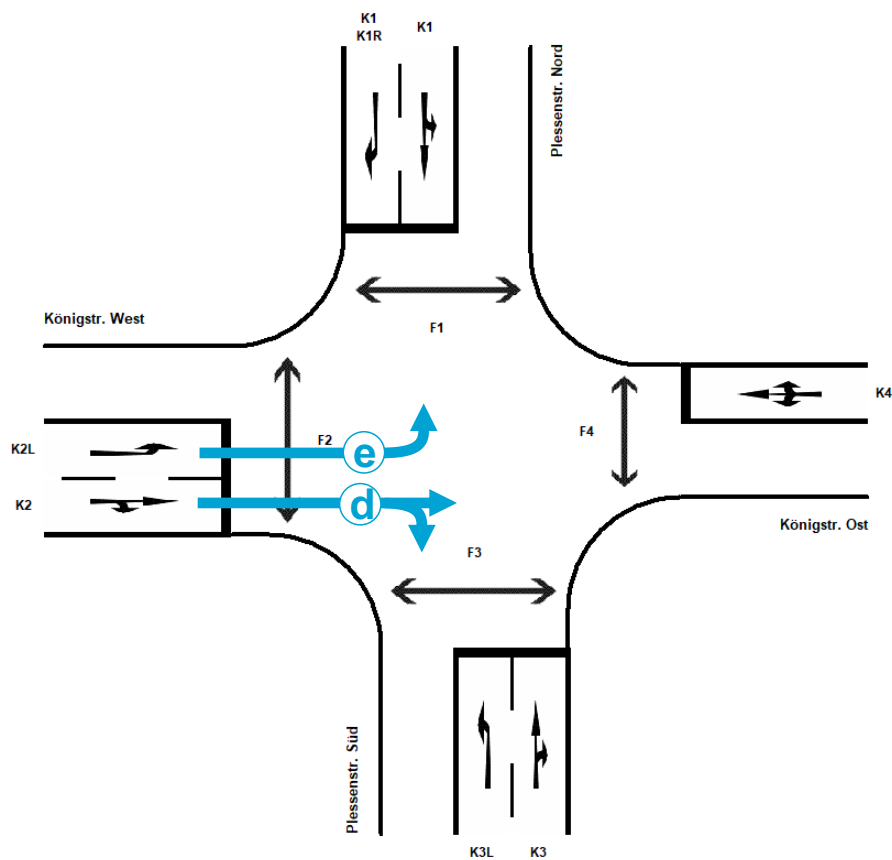 K1 K1
K1R
Plessenstr. Nord
Königstr. West
F1
K4
K2L
F2
e
F4
K2
d
Königstr. Ost
F3
Plessenstr. Süd
K3L K3